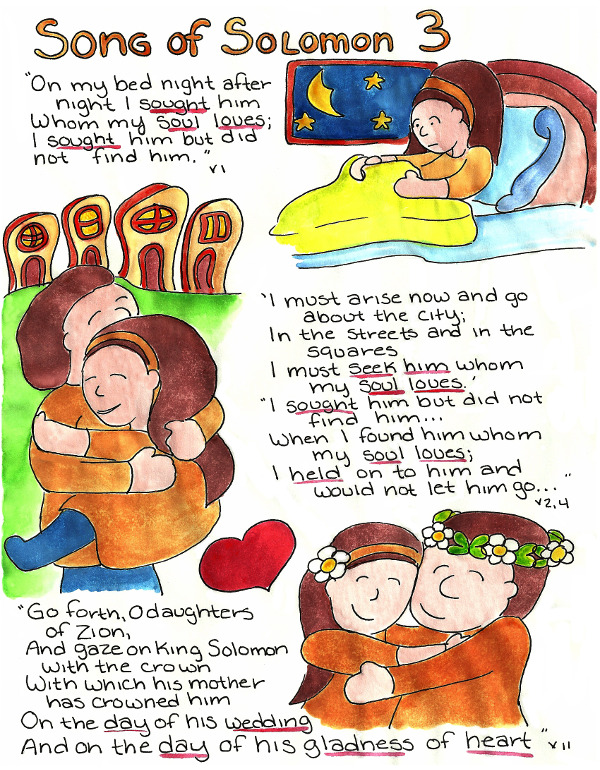 Song of Solomon 3
"On my bed night after
night I sought him
Whom my soul loves;
I sought him but did
not find him."
v1
'I must arise now and go
about the city;
In the streets and in the
squares
I must seek him whom
my soul loves.'
"I sought him but did not
find him...
When I found him whom
my soul loves;
I held on to him and
would not let him go..."
v2,4
"Go forth, O daughters
of Zion,
And gaze on King Solomon
with the crown
With which his mother
has crowned him
On the day of his wedding
And on the day of his gladness of heart" v11